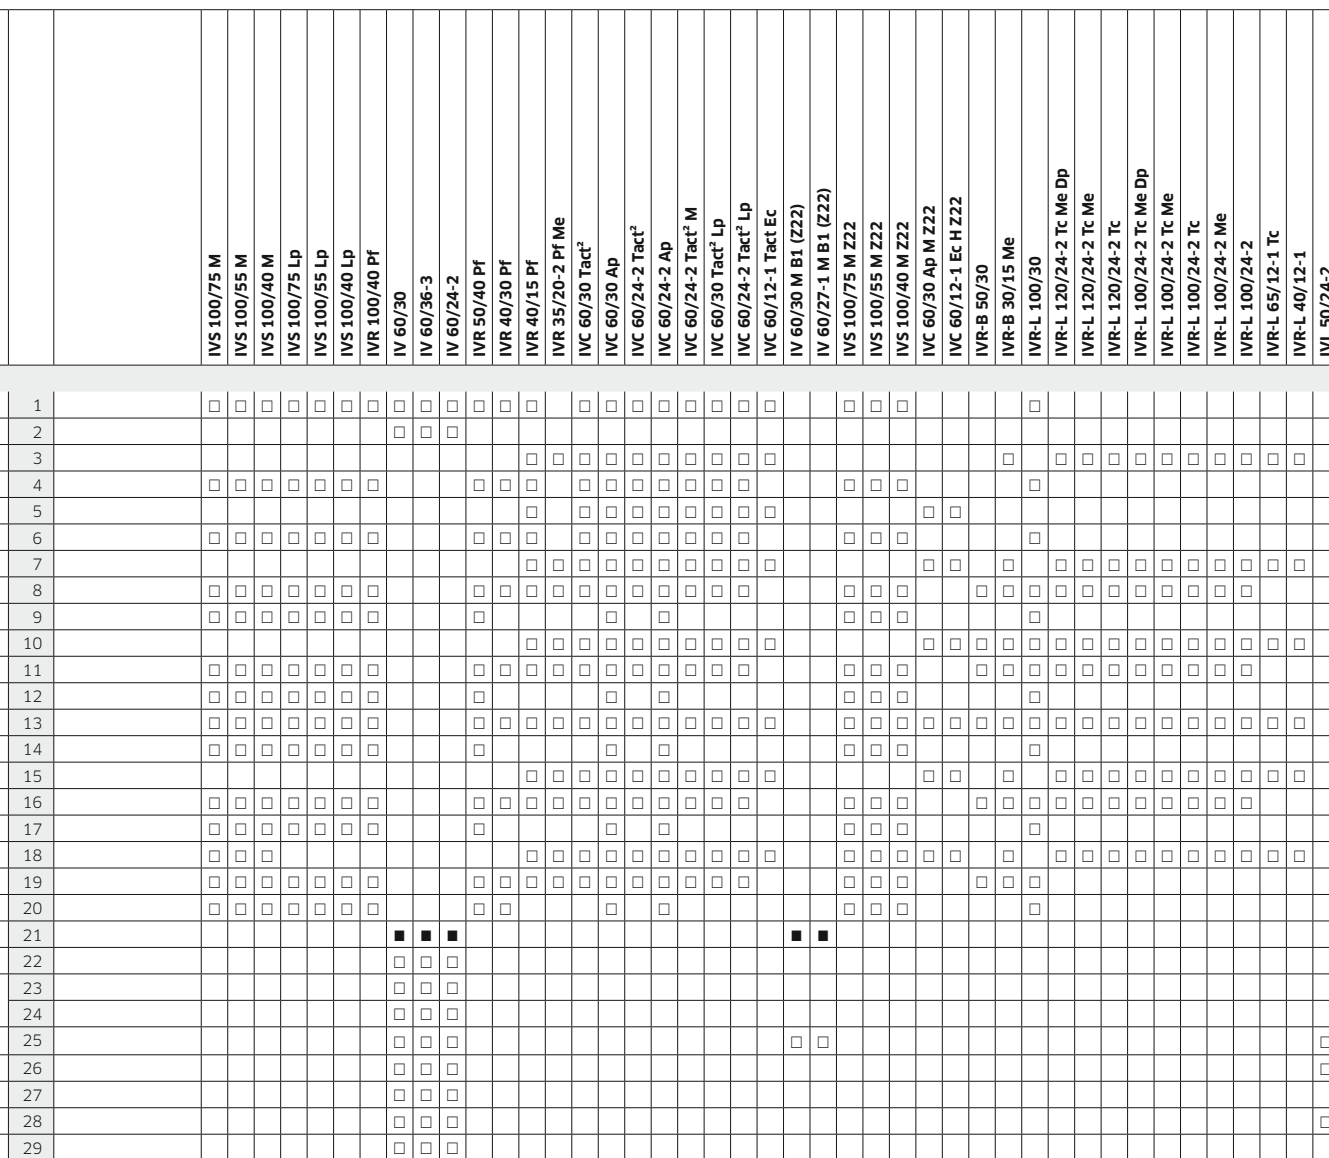 IVS 100/75 M
IVS 100/55 M
IVS 100/40 M
IVS 100/75 Lp
IVS 100/55 Lp
IVS 100/40 Lp
IVR 100/40 Pf
IV 60/30
IV 60/36-3
IV 60/24-2
IVR 50/40 Pf
IVR 40/30 Pf
IVR 40/15 Pf
IVR 35/20-2 Pf Me
IVC 60/30 Tact²
IVC 60/30 Ap
IVC 60/24-2 Tact²
IVC 60/24-2 Ap
IVC 60/24-2 Tact² M
IVC 60/30 Tact² Lp
IVC 60/24-2 Tact² Lp
IVC 60/12-1 Tact Ec
IV 60/30 M B1 (Z22)
IV 60/27-1 M B1 (Z22)
IVS 100/75 M Z22
IVS 100/55 M Z22
IVS 100/40 M Z22
IVC 60/30 Ap M Z22
IVC 60/12-1 Ec H Z22
IVR-B 50/30
IVR-B 30/15 Me
IVR-L 100/30
IVR-L 120/24-2 Tc Me Dp
IVR-L 120/24-2 Tc Me
IVR-L 120/24-2 Tc
IVR-L 100/24-2 Tc Me Dp
IVR-L 100/24-2 Tc Me
IVR-L 100/24-2 Tc
IVR-L 100/24-2 Me
IVR-L 100/24-2
IVR-L 65/12-1 Tc
IVR-L 40/12-1
1
2
3
4
5
6
7
8
9
10
11
12
13
14
15
16
17
18
19
20
21
22
23
24
25
26
27
28
29